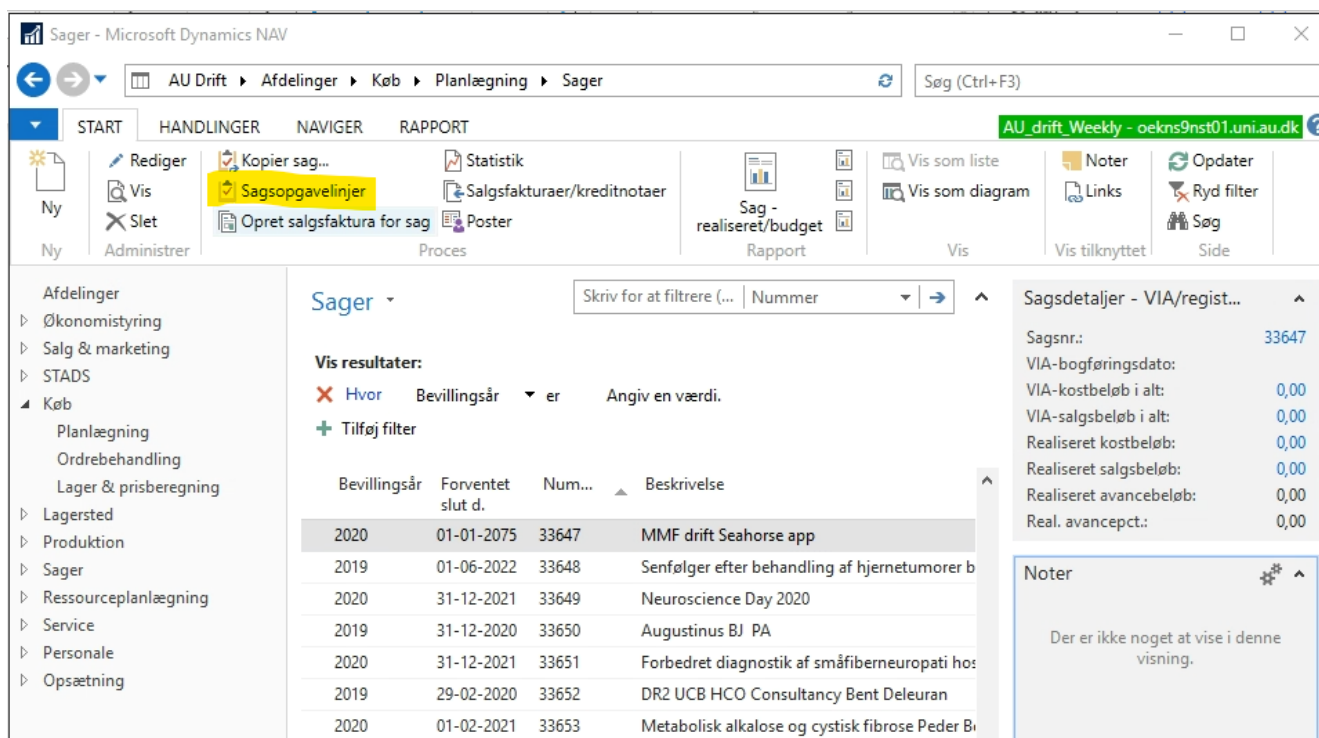 Sager - Microsoft Dynamics NAV
AU Drift Afdelinger Køb Planlægning Sager
Søg (Ctrl+F3)
START HANDLINGER NAVIGER RAPPORT
AU_drift_Weekly - oekns9nst01.uni.au.dk
Ny
Rediger
Vis
Slet
Ny
Administrer
Kopier sag...
Sagsopgavelinjer
Opret salgsfaktura for sag
Statistik
Salgsfakturaer/kreditnotaer
Poster
Proces
Sag -
realiseret/budget
Rapport
Vis som liste
Vis som diagram
Vis
Noter
Links
Vis tilknyttet
Opdater
Ryd filter
Søg
Side
Afdelinger
Økonomistyring
Salg & marketing
STADS
Køb
Planlægning
Ordrebehandling
Lager & prisberegning
Lagersted
Produktion
Sager
Ressourceplanlægning
Service
Personale
Opsætning
Sager
Skriv for at filtrere (... Nummer
Vis resultater:
Hvor Bevillingsår er Angiv en værdi.
Tilføj filter
Bevillingsår Forventet Num... Beskrivelse
slut d.
2020 01-01-2075 33647 MMF drift Seahorse app
2019 01-06-2022 33648 Senfølger efter behandling af hjernetumorer b
2020 31-12-2021 33649 Neuroscience Day 2020
2019 31-12-2020 33650 Augustinus BJ PA
2020 31-12-2021 33651 Forbedret diagnostik af småfiberneuropati hos
2019 29-02-2020 33652 DR2 UCB HCO Consultancy Bent Deleuran
2020 01-02-2021 33653 Metabolisk alkalose og cystisk fibrose Peder B
Sagsdetaljer - VIA/regist...
Sagsnr.: 33647
VIA-bogføringsdato:
VIA-kostbeløb i alt: 0,00
VIA-salgsbeløb i alt: 0,00
Realiseret kostbeløb: 0,00
Realiseret salgsbeløb: 0,00
Realiseret avancebeløb: 0,00
Real. avancepct.: 0,00
Noter
Der er ikke noget at vise i denne
visning.